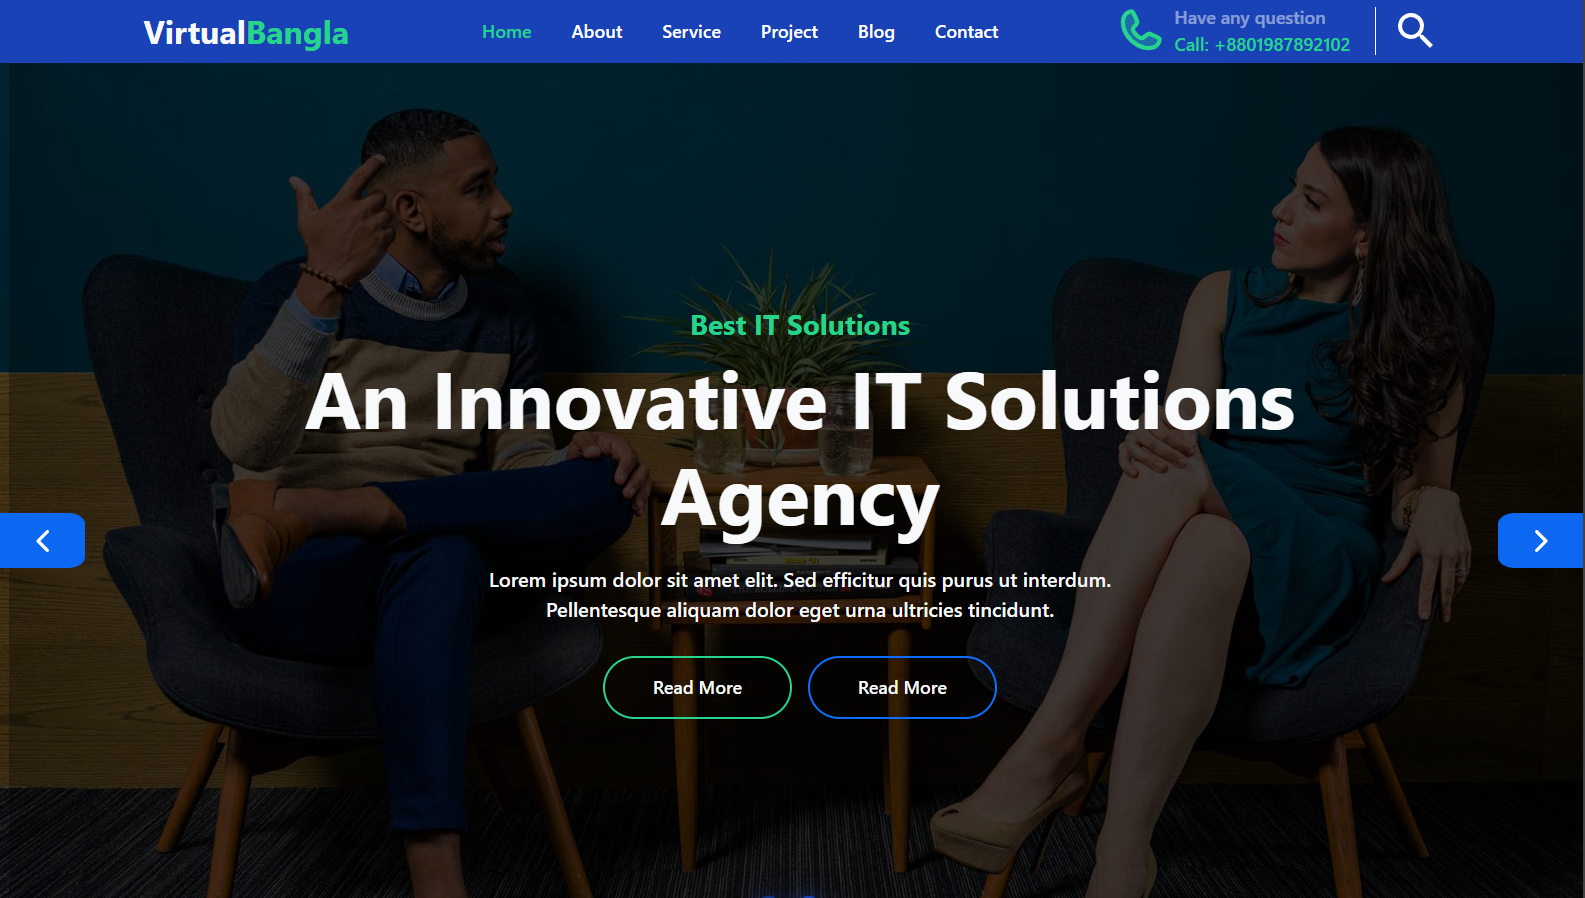 VirtualBangla
Home About Service Project Blog Contact
Have any question
Call: +8801987892102
Best IT Solutions
An Innovative IT Solutions
Agency
Lorem ipsum dolor sit amet elit. Sed efficitur quis purus ut interdum.
Pellentesque aliquam dolor eget urna ultricies tincidunt.
Read More Read More